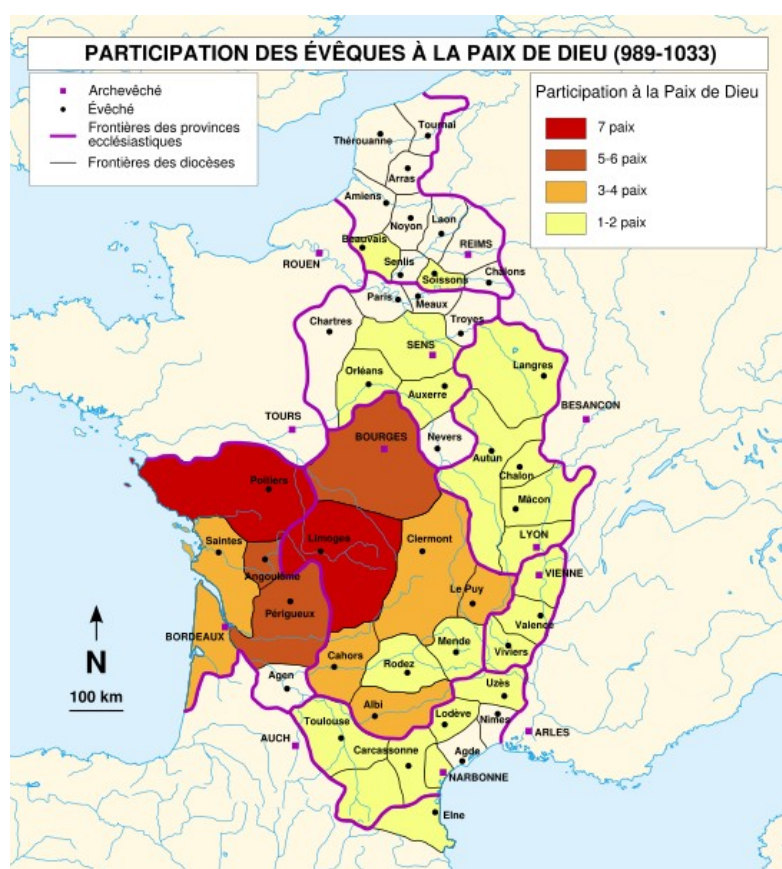 PARTICIPATION DES ÉVÊQUES À LA PAIX DE DIEU (989-1033)
Archevêché
Évêché
Frontières des provinces
ecclésiastiques
Frontières des diocèses
Participation à la Paix de Dieu
7 paix
5-6 paix
3-4 paix
1-2 paix
Tournai
Thérouanne
Arras
Amiens
Laon
Noyon
Beauvais
REIMS
ROUEN
Senlis
Soissons
Châlons
Paris
Meaux
Chartres
Troyes
SENS
Langres
Orléans
Auxerre
BESANCON
TOURS
BOURGES
Nevers
Autun
Chalon
Poitiers
Mâcon
Saintes
Limoges
Clermont
LYON
Angoulême
VIENNE
Le Puy
Périgueux
Valence
BORDEAUX
Mende
Viviers
N
Cahors
Rodez
100 km
Agen
Uzès
Albi
Toulouse
Lodève
Nîmes
ARLES
AUCH
Carcassonne
Agde
NARBONNE
Elne